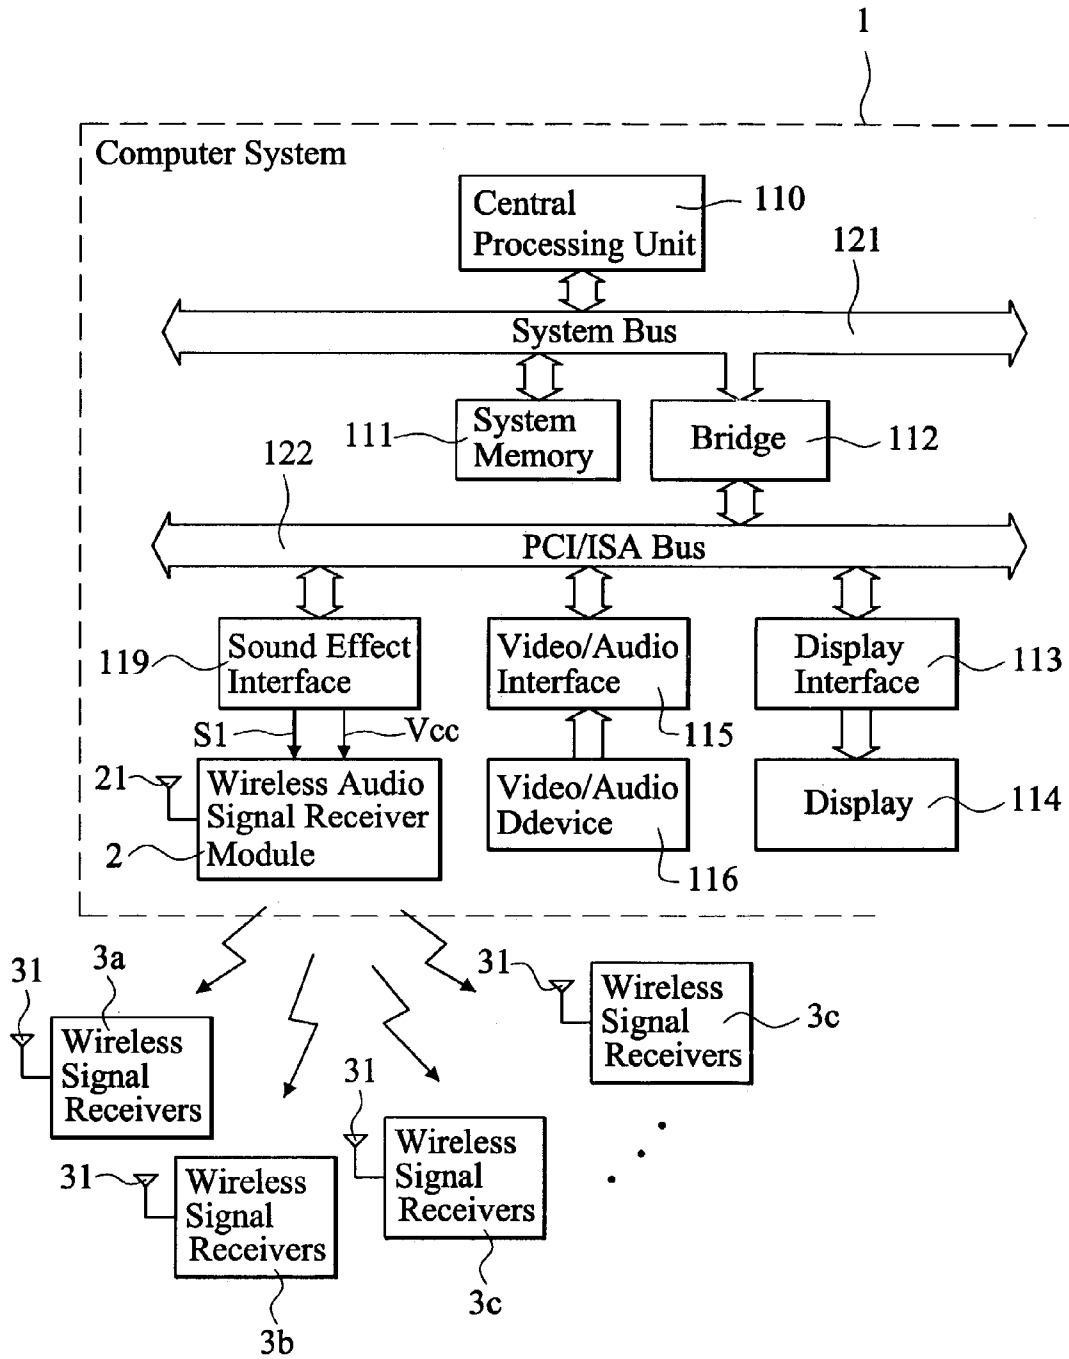 1
Computer System
Central
Processing Unit
110
121
System Bus
System
Memory
111
Bridge
112
122
PCI/ISA Bus
Sound Effect
Interface
119
Video/Audio
Interface
115
Display
Interface
113
S1
Vcc
21
Wireless Audio
Signal Receiver
Module
2
Video/Audio
Ddevice
116
Display
114
31
3a
Wireless
Signal
Receivers
31
Wireless
Signal
Receivers
3c
31
Wireless
Signal
Receivers
3c
31
Wireless
Signal
Receivers
3b